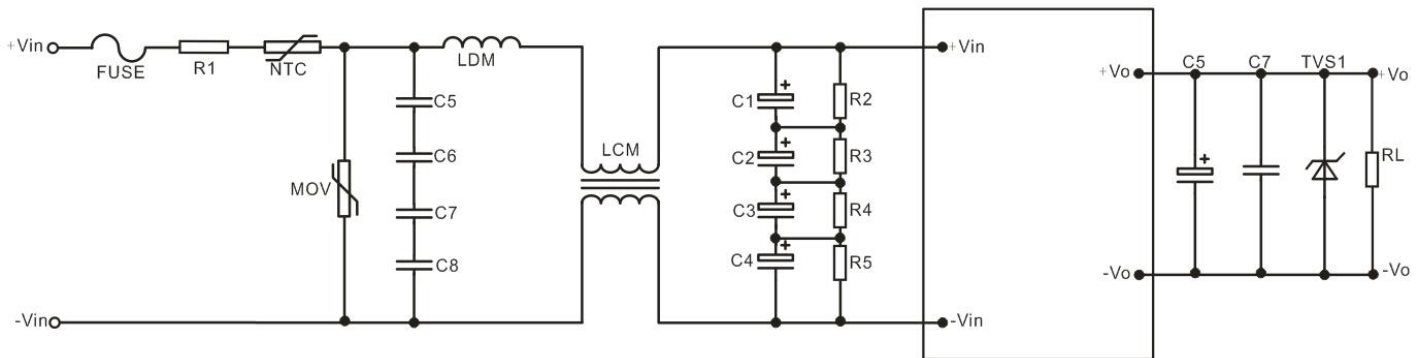 +Vin
FUSE
R1
NTC
LDM
MOV
C5
C6
C7
C8
LCM
+
C1
R2
+
C2
R3
+
C3
R4
+
C4
R5
-Vin
+Vin
-Vin
+Vo
-Vo
C5
C7
TVS1
+Vo
+
RL
-Vo